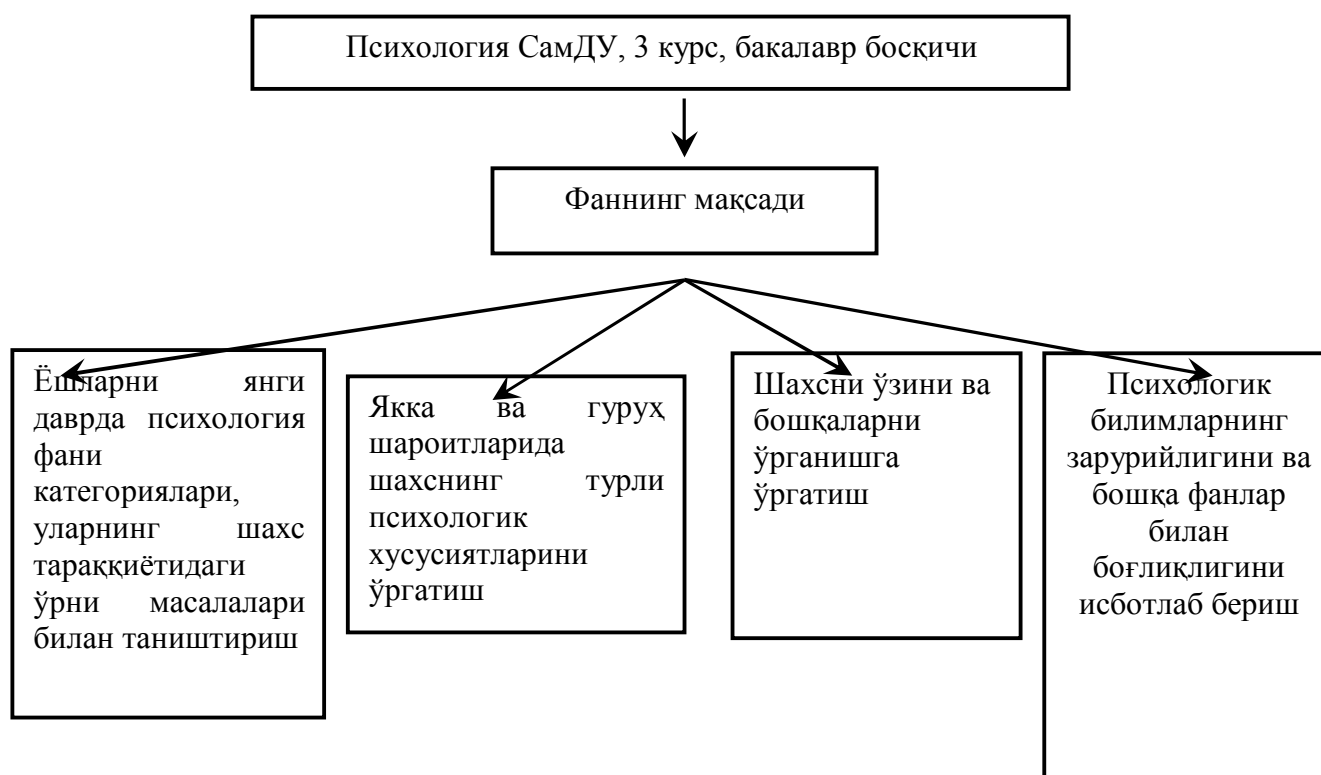 Психология СамДУ, 3 курс, бакалавр босқичи
Фаннинг мақсади
Ёшларни янги
даврда психология
фани
категориялари,
уларнинг шахс
тараққиётидаги
ўрни масалалари
билан таништириш
Якка ва гуруҳ
шароитларида
шахснинг турли
психологик
хусусиятларини
ўргатиш
Шахсни ўзини ва
бошқаларни
ўрганишга
ўргатиш
Психологик
билимларнинг
зарурийлигини ва
бошқа фанлар
билан
боғлиқлигини
исботлаб бериш